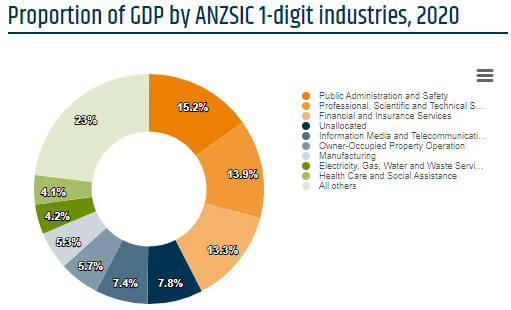 Proportion of GDP by ANZSIC 1-digit industries, 2020
15.2%
13.9%
13.3%
7.8%
7.4%
5.7%
5.3%
4.2%
4.1%
23%
Public Administration and Safety
Professional, Scientific and Technical S...
Financial and Insurance Services
Unallocated
Information Media and Telecommunicati...
Owner-Occupied Property Operation
Manufacturing
Electricity, Gas, Water and Waste Servi...
Health Care and Social Assistance
All others